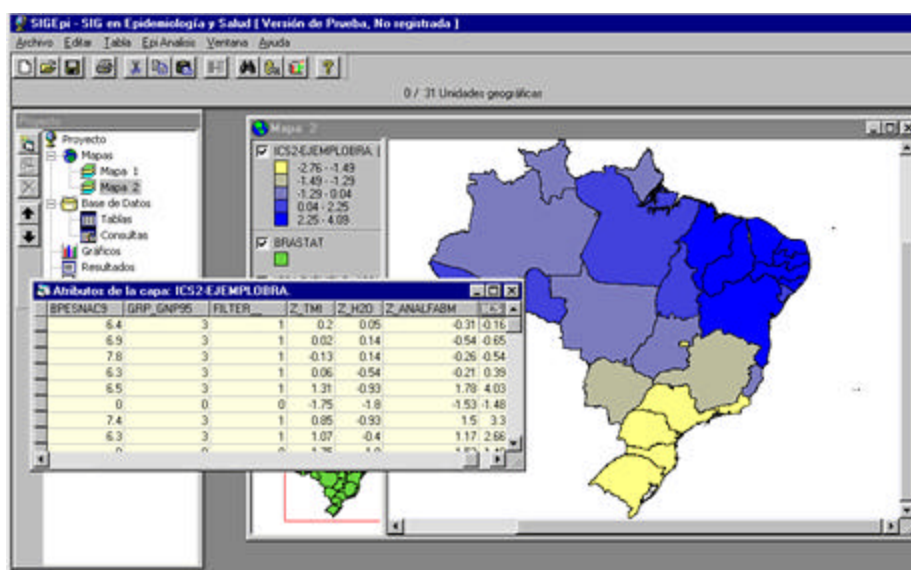 SIGEpi - SIG en Epidemiología y Salud ( Versión de Prueba, No registrada )
Archivo Editar Tabla EpiAnalisis Ventana Ayuda
0 / 31 Unidades geográficas
Proyecto
Proyecto
Mapas
Mapa 1
Mapa 2
Base de Datos
Tablas
Consultas
Gráficos
Resultados
Mapa 2
ICS2-EJEMPLOBRA. (
-2.76 - -1.49
-1.49 - -1.29
-1.29 - 0.04
0.04 - 2.25
2.25 - 4.09
BRASTAT
Atributos de la capa: ICS2-EJEMPLOBRA.
BPESNAC9 GRP_GNP95 FILTER__ Z_TMI Z_H2O Z_ANALFABM
6.4 3 1 0.2 0.05 -0.31 -0.16
6.9 3 1 0.02 0.14 -0.54 -0.65
7.8 3 1 -0.13 0.14 -0.26 -0.54
6.3 3 1 0.06 -0.54 -0.21 0.39
6.5 3 1 1.31 -0.93 1.78 4.03
0 0 0 -1.75 -1.8 -1.53 -1.48
7.4 3 1 0.85 -0.93 1.5 3.3
6.3 3 1 1.07 -0.4 1.17 2.66